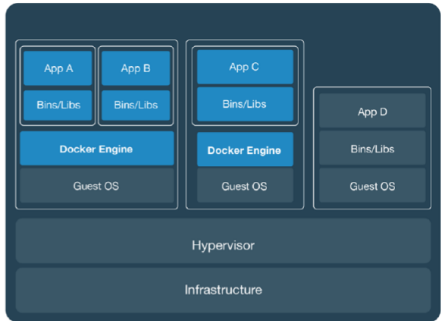 App A
App B
Bins/Libs
Bins/Libs
Docker Engine
Guest OS
App C
Bins/Libs
Docker Engine
Guest OS
App D
Bins/Libs
Guest OS
Hypervisor
Infrastructure